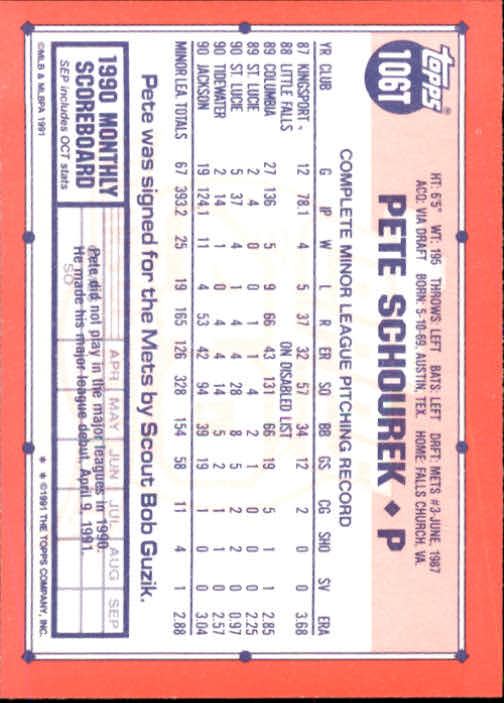 Topps®
106T
PETE SCHOUREK ◆ P
HT: 6'5" WT: 195 THROWS: LEFT BATS: LEFT DRFT: METS #3-JUNE, 1987
ACQ: VIA DRAFT BORN: 5-10-69, AUSTIN, TEX. HOME: FALLS CHURCH, VA.
COMPLETE MINOR LEAGUE PITCHING RECORD
YR CLUB G IP W L R ER SO BB GS CG SHO SV ERA
87 KINGSPORT 12 78.1 4 5 37 32 57 34 12 2 0 0 3.68
88 LITTLE FALLS ON DISABLED LIST
89 COLUMBIA 27 136 5 9 66 43 131 66 19 5 1 1 2.85
89 ST. LUCIE 2 4 0 0 1 1 4 2 1 0 0 0 2.25
90 ST. LUCIE 5 37 4 1 4 4 28 8 5 2 2 0 0.97
90 TIDEWATER 2 14 1 0 4 4 14 5 2 1 0 0 2.57
90 JACKSON 19 124.1 11 4 53 42 94 39 19 1 0 0 3.04
MINOR LEA. TOTALS 67 393.2 25 19 165 126 328 154 58 11 4 1 2.88
Pete was signed for the Mets by Scout Bob Guzik.
1990 MONTHLY
SCOREBOARD
SEP includes OCT stats
APR MAY JUN JUL AUG SEP
SO
Pete did not play in the major leagues in 1990.
He made his major league debut, April 9, 1991.
©MLB & MLBPA 1991
* * ©1991 THE TOPPS COMPANY, INC.